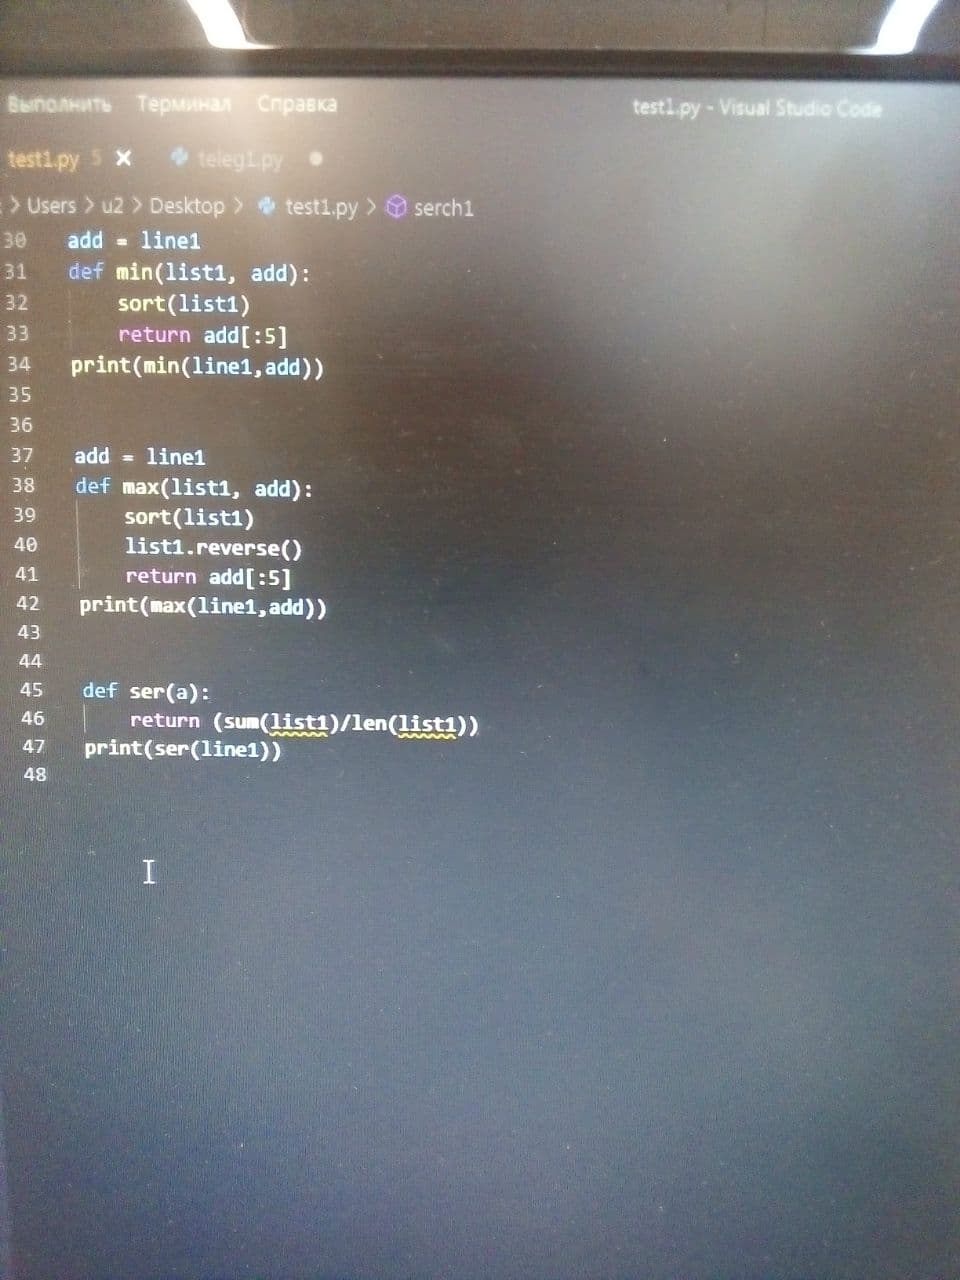 Выполнить Терминал Справка test1.py - Visual Studio Code
test1.py 5 × teleg1.py ●
> Users > u2 > Desktop > test1.py > serch1
30 add = line1
31 def min(list1, add):
32 sort(list1)
33 return add[:5]
34 print(min(line1,add))
35
36
37 add = line1
38 def max(list1, add):
39 sort(list1)
40 list1.reverse()
41 return add[:5]
42 print(max(line1,add))
43
44
45 def ser(a):
46 return (sum(list1)/len(list1))
47 print(ser(line1))
48